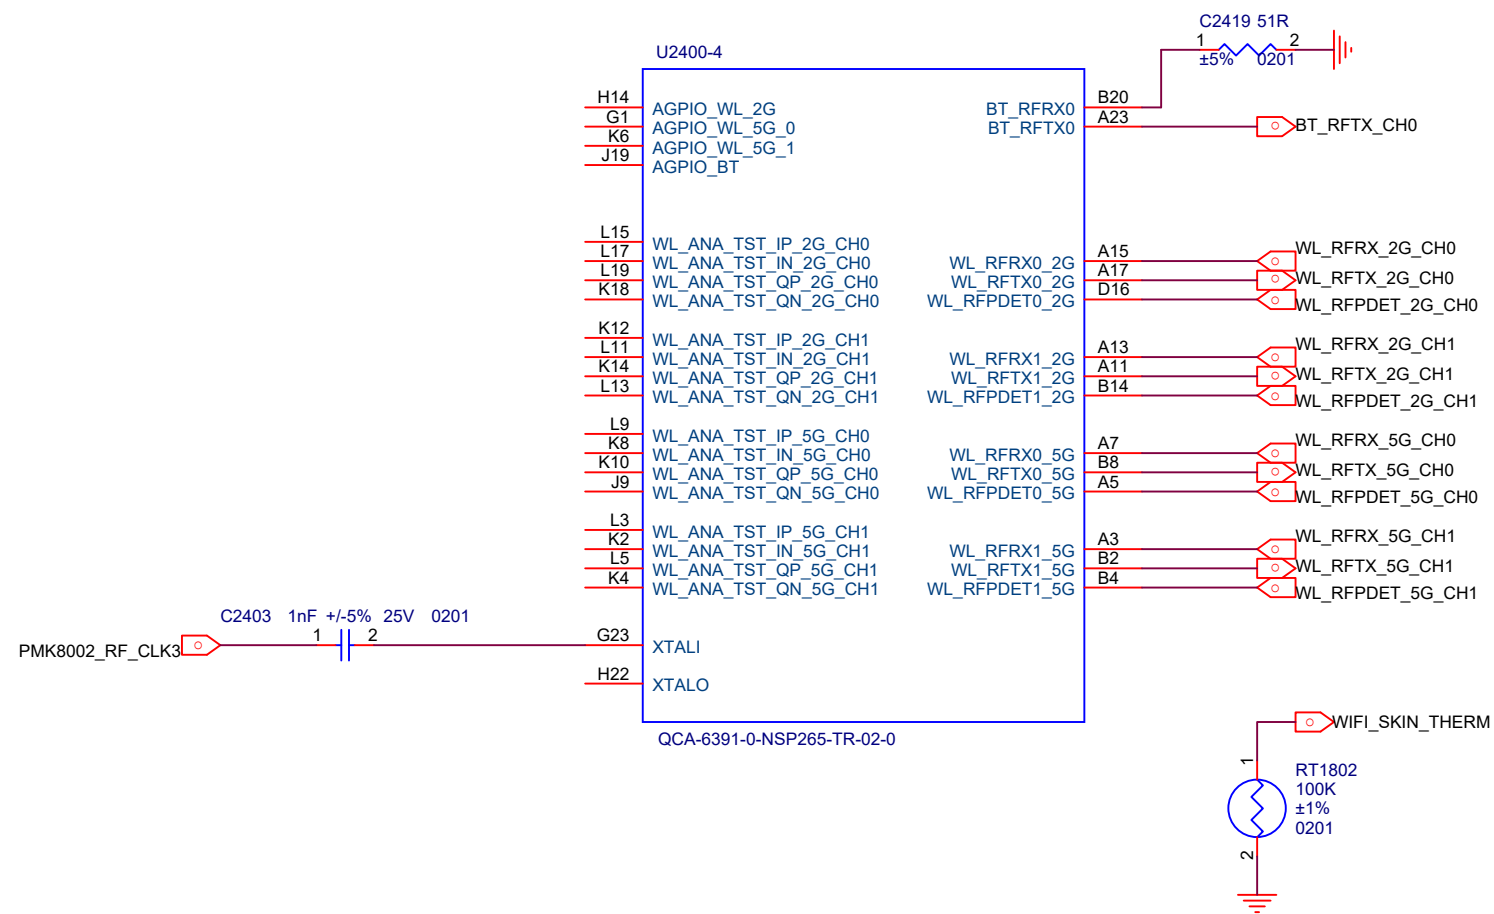 C2419 51R
1 2
±5% 0201
U2400-4
H14 AGPIO_WL_2G BT_RFRX0 B20
G1 AGPIO_WL_5G_0 BT_RFTX0 A23 BT_RFTX_CH0
K6 AGPIO_WL_5G_1
J19 AGPIO_BT
L15 WL_ANA_TST_IP_2G_CH0
L17 WL_ANA_TST_IN_2G_CH0 WL_RFRX0_2G A15 WL_RFRX_2G_CH0
L19 WL_ANA_TST_QP_2G_CH0 WL_RFTX0_2G A17 WL_RFTX_2G_CH0
K18 WL_ANA_TST_QN_2G_CH0 WL_RFPDET0_2G D16 WL_RFPDET_2G_CH0
K12 WL_ANA_TST_IP_2G_CH1
L11 WL_ANA_TST_IN_2G_CH1 WL_RFRX1_2G A13 WL_RFRX_2G_CH1
K14 WL_ANA_TST_QP_2G_CH1 WL_RFTX1_2G A11 WL_RFTX_2G_CH1
L13 WL_ANA_TST_QN_2G_CH1 WL_RFPDET1_2G B14 WL_RFPDET_2G_CH1
L9 WL_ANA_TST_IP_5G_CH0
K8 WL_ANA_TST_IN_5G_CH0 WL_RFRX0_5G A7 WL_RFRX_5G_CH0
K10 WL_ANA_TST_QP_5G_CH0 WL_RFTX0_5G B8 WL_RFTX_5G_CH0
J9 WL_ANA_TST_QN_5G_CH0 WL_RFPDET0_5G A5 WL_RFPDET_5G_CH0
L3 WL_ANA_TST_IP_5G_CH1
K2 WL_ANA_TST_IN_5G_CH1 WL_RFRX1_5G A3 WL_RFRX_5G_CH1
L5 WL_ANA_TST_QP_5G_CH1 WL_RFTX1_5G B2 WL_RFTX_5G_CH1
K4 WL_ANA_TST_QN_5G_CH1 WL_RFPDET1_5G B4 WL_RFPDET_5G_CH1
C2403 1nF +/-5% 25V 0201
1 2
PMK8002_RF_CLK3 G23 XTALI
H22 XTALO
QCA-6391-0-NSP265-TR-02-0
WIFI_SKIN_THERM
1
RT1802
100K
±1%
0201
2